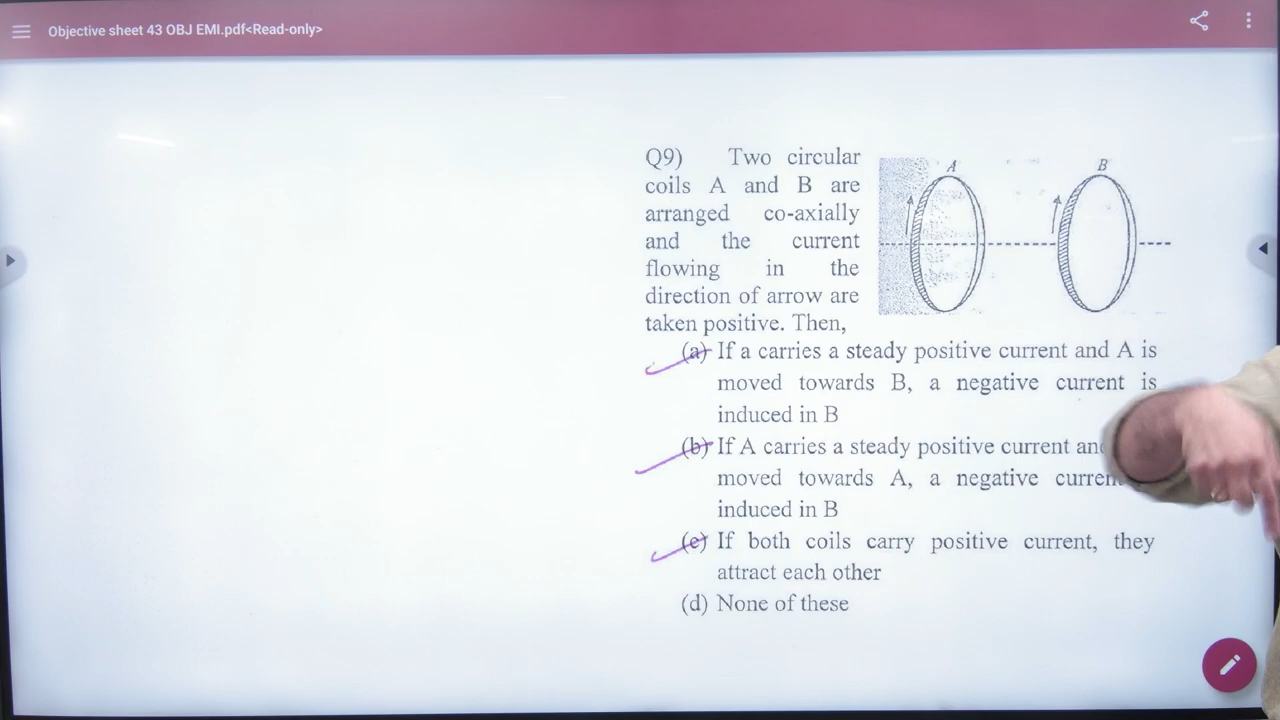 Objective sheet 43 OBJ EMI.pdf<Read-only>
Q9) Two circular
coils A and B are
arranged co-axially
and the current
flowing in the
direction of arrow are
taken positive. Then,
A
B
(a) If a carries a steady positive current and A is
moved towards B, a negative current is
induced in B
(b) If A carries a steady positive current and
moved towards A, a negative current
induced in B
(c) If both coils carry positive current, they
attract each other
(d) None of these